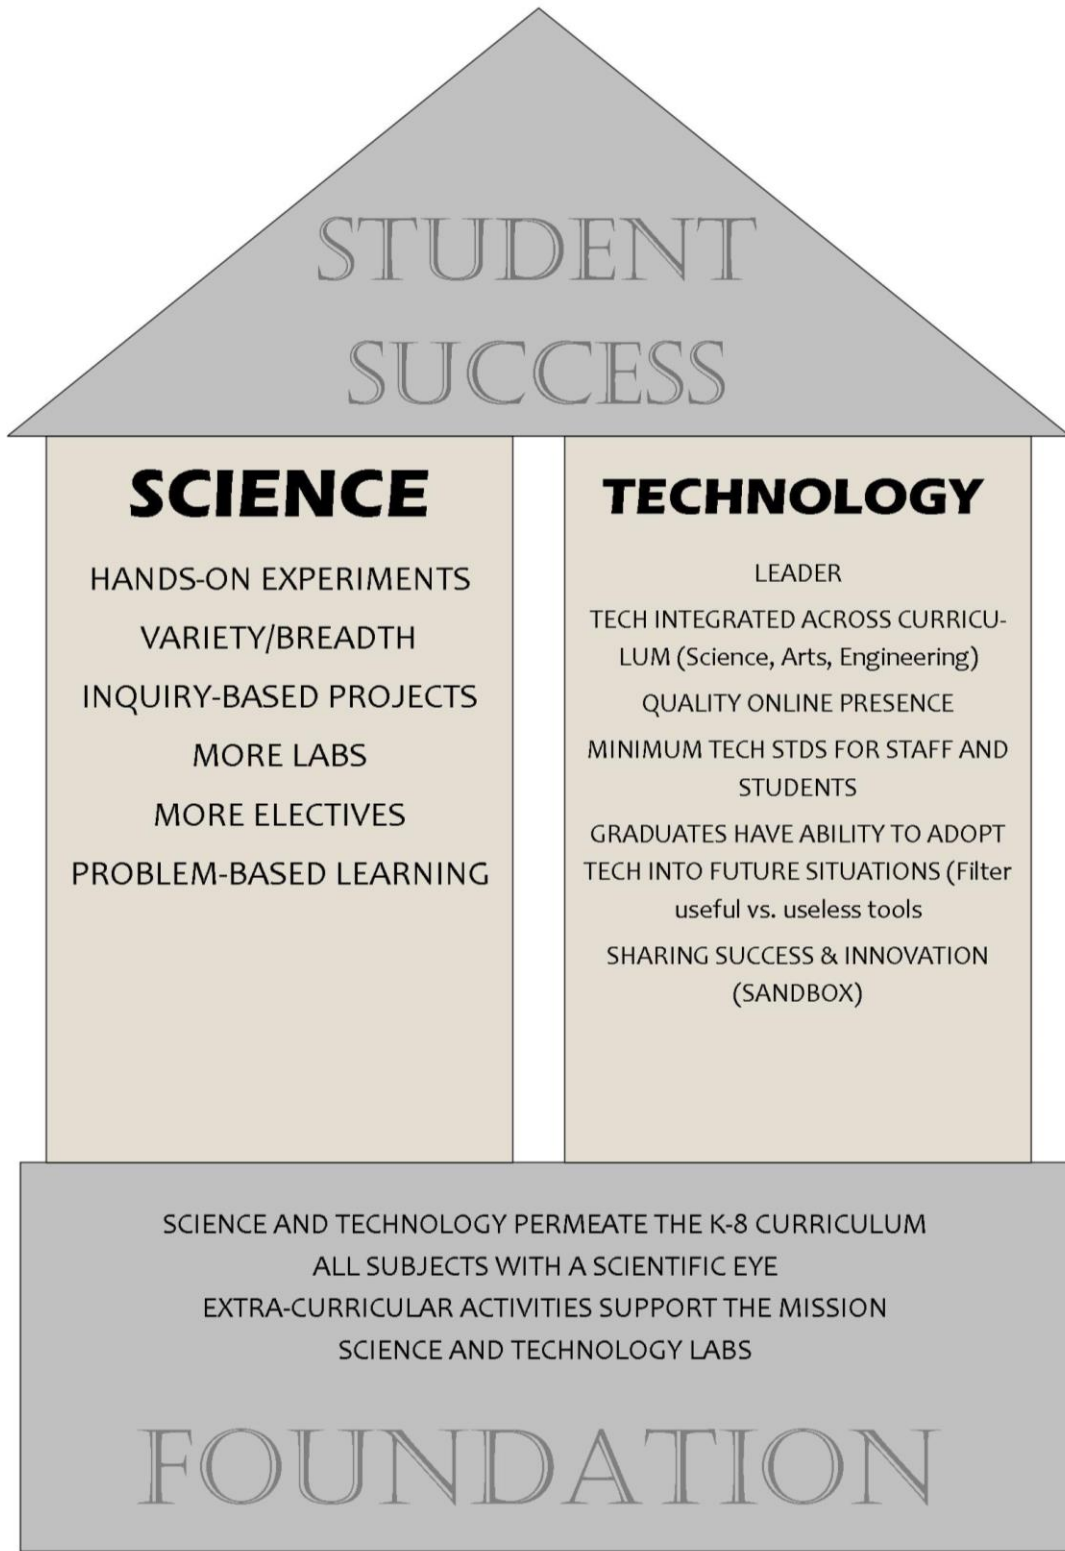 STUDENT
SUCCESS
SCIENCE
HANDS-ON EXPERIMENTS
VARIETY/BREADTH
INQUIRY-BASED PROJECTS
MORE LABS
MORE ELECTIVES
PROBLEM-BASED LEARNING
TECHNOLOGY
LEADER
TECH INTEGRATED ACROSS CURRICU-
LUM (Science, Arts, Engineering)
QUALITY ONLINE PRESENCE
MINIMUM TECH STDS FOR STAFF AND
STUDENTS
GRADUATES HAVE ABILITY TO ADOPT
TECH INTO FUTURE SITUATIONS (Filter
useful vs. useless tools
SHARING SUCCESS & INNOVATION
(SANDBOX)
SCIENCE AND TECHNOLOGY PERMEATE THE K-8 CURRICULUM
ALL SUBJECTS WITH A SCIENTIFIC EYE
EXTRA-CURRICULAR ACTIVITIES SUPPORT THE MISSION
SCIENCE AND TECHNOLOGY LABS
FOUNDATION